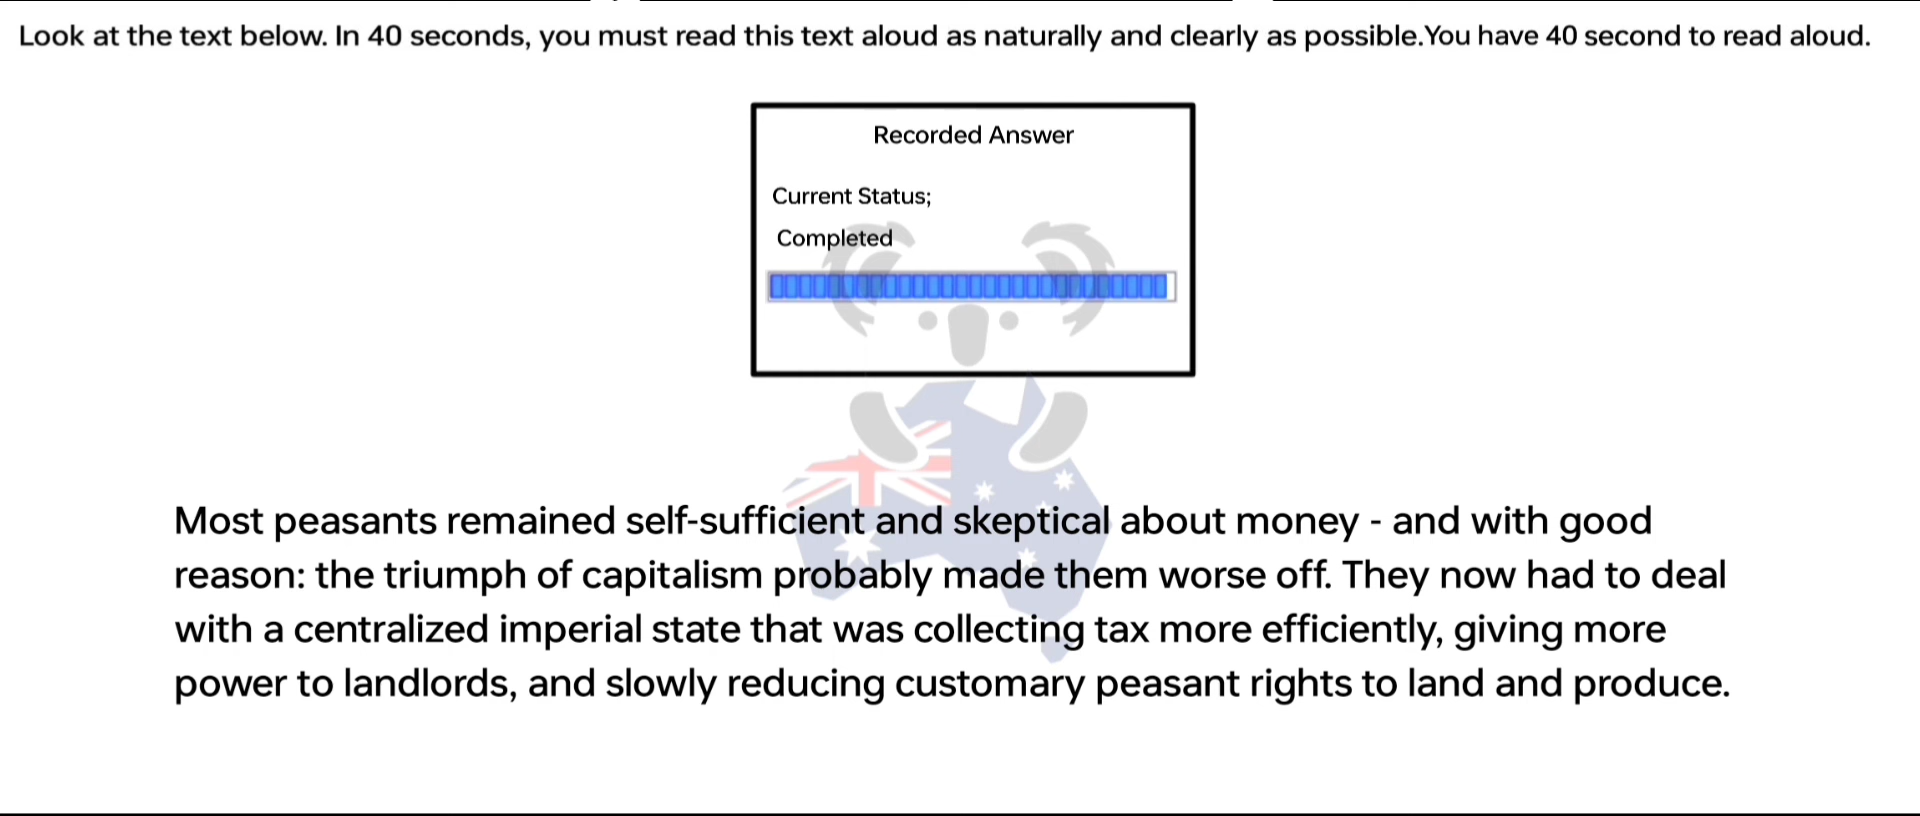 Look at the text below. In 40 seconds, you must read this text aloud as naturally and clearly as possible.You have 40 second to read aloud.
Recorded Answer
Current Status;
Completed
Most peasants remained self-sufficient and skeptical about money - and with good
reason: the triumph of capitalism probably made them worse off. They now had to deal
with a centralized imperial state that was collecting tax more efficiently, giving more
power to landlords, and slowly reducing customary peasant rights to land and produce.